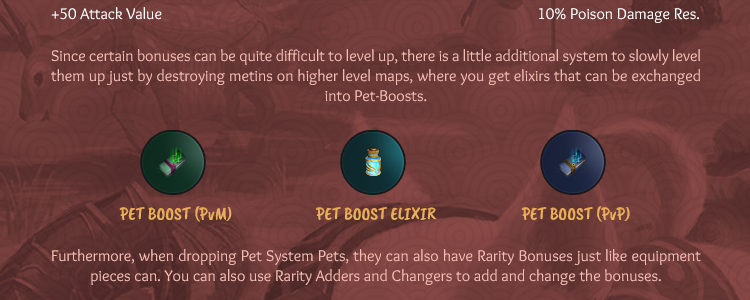 +50 Attack Value
10% Poison Damage Res.
Since certain bonuses can be quite difficult to level up, there is a little additional system to slowly level
them up just by destroying metins on higher level maps, where you get elixirs that can be exchanged
into Pet-Boosts.
PET BOOST (PvM)
PET BOOST ELIXIR
PET BOOST (PvP)
Furthermore, when dropping Pet System Pets, they can also have Rarity Bonuses just like equipment
pieces can. You can also use Rarity Adders and Changers to add and change the bonuses.